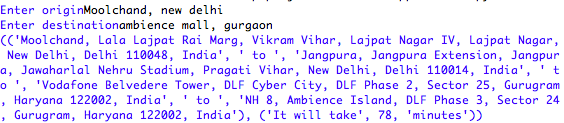 Enter originMoolchand, new delhi
Enter destinationambience mall, gurgaon
(('Moolchand, Lala Lajpat Rai Marg, Vikram Vihar, Lajpat Nagar IV, Lajpat Nagar,
 New Delhi, Delhi 110048, India', ' to ', 'Jangpura, Jangpura Extension, Jangpur
a, Jawaharlal Nehru Stadium, Pragati Vihar, New Delhi, Delhi 110014, India', ' t
o ', 'Vodafone Belvedere Tower, DLF Cyber City, DLF Phase 2, Sector 25, Gurugram
, Haryana 122002, India', ' to ', 'NH 8, Ambience Island, DLF Phase 3, Sector 24
, Gurugram, Haryana 122002, India'), ('It will take', 78, 'minutes'))